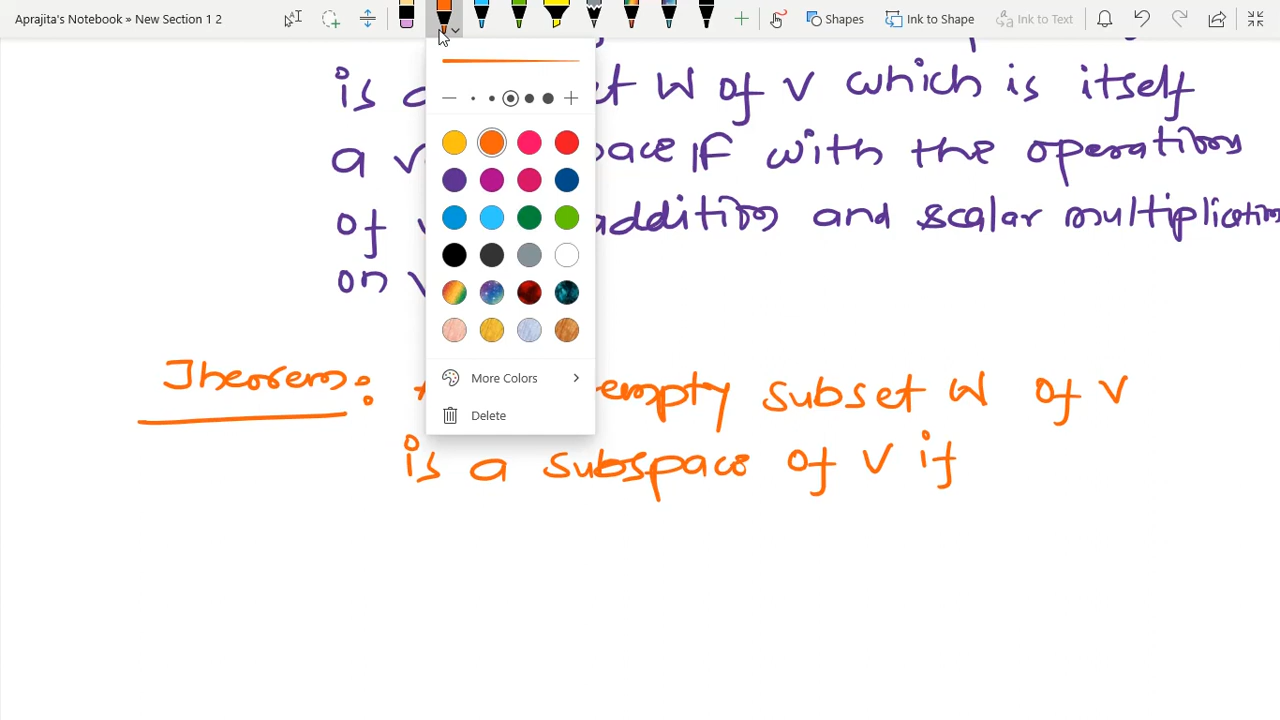 Aprajita's Notebook » New Section 1 2
Shapes
Ink to Shape
Ink to Text
is a W of V which is itself
a IF with the operations
of addition and scalar multiplication
on V
More Colors
Delete
Theorem: empty subset W of V
is a subspace of V if